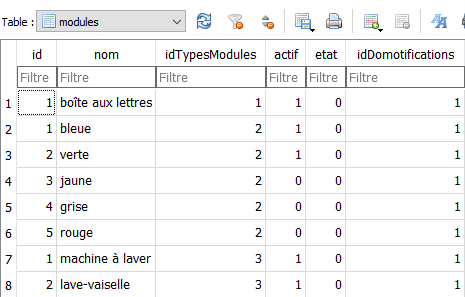 Table : modules
id nom idTypesModules actif etat idDomotifications
Filtre Filtre Filtre Filtre Filtre Filtre
1 1 boîte aux lettres 1 1 0 1
2 1 bleue 2 1 0 1
3 2 verte 2 1 0 1
4 3 jaune 2 0 0 1
5 4 grise 2 0 0 1
6 5 rouge 2 0 0 1
7 1 machine à laver 3 1 0 1
8 2 lave-vaiselle 3 1 0 1